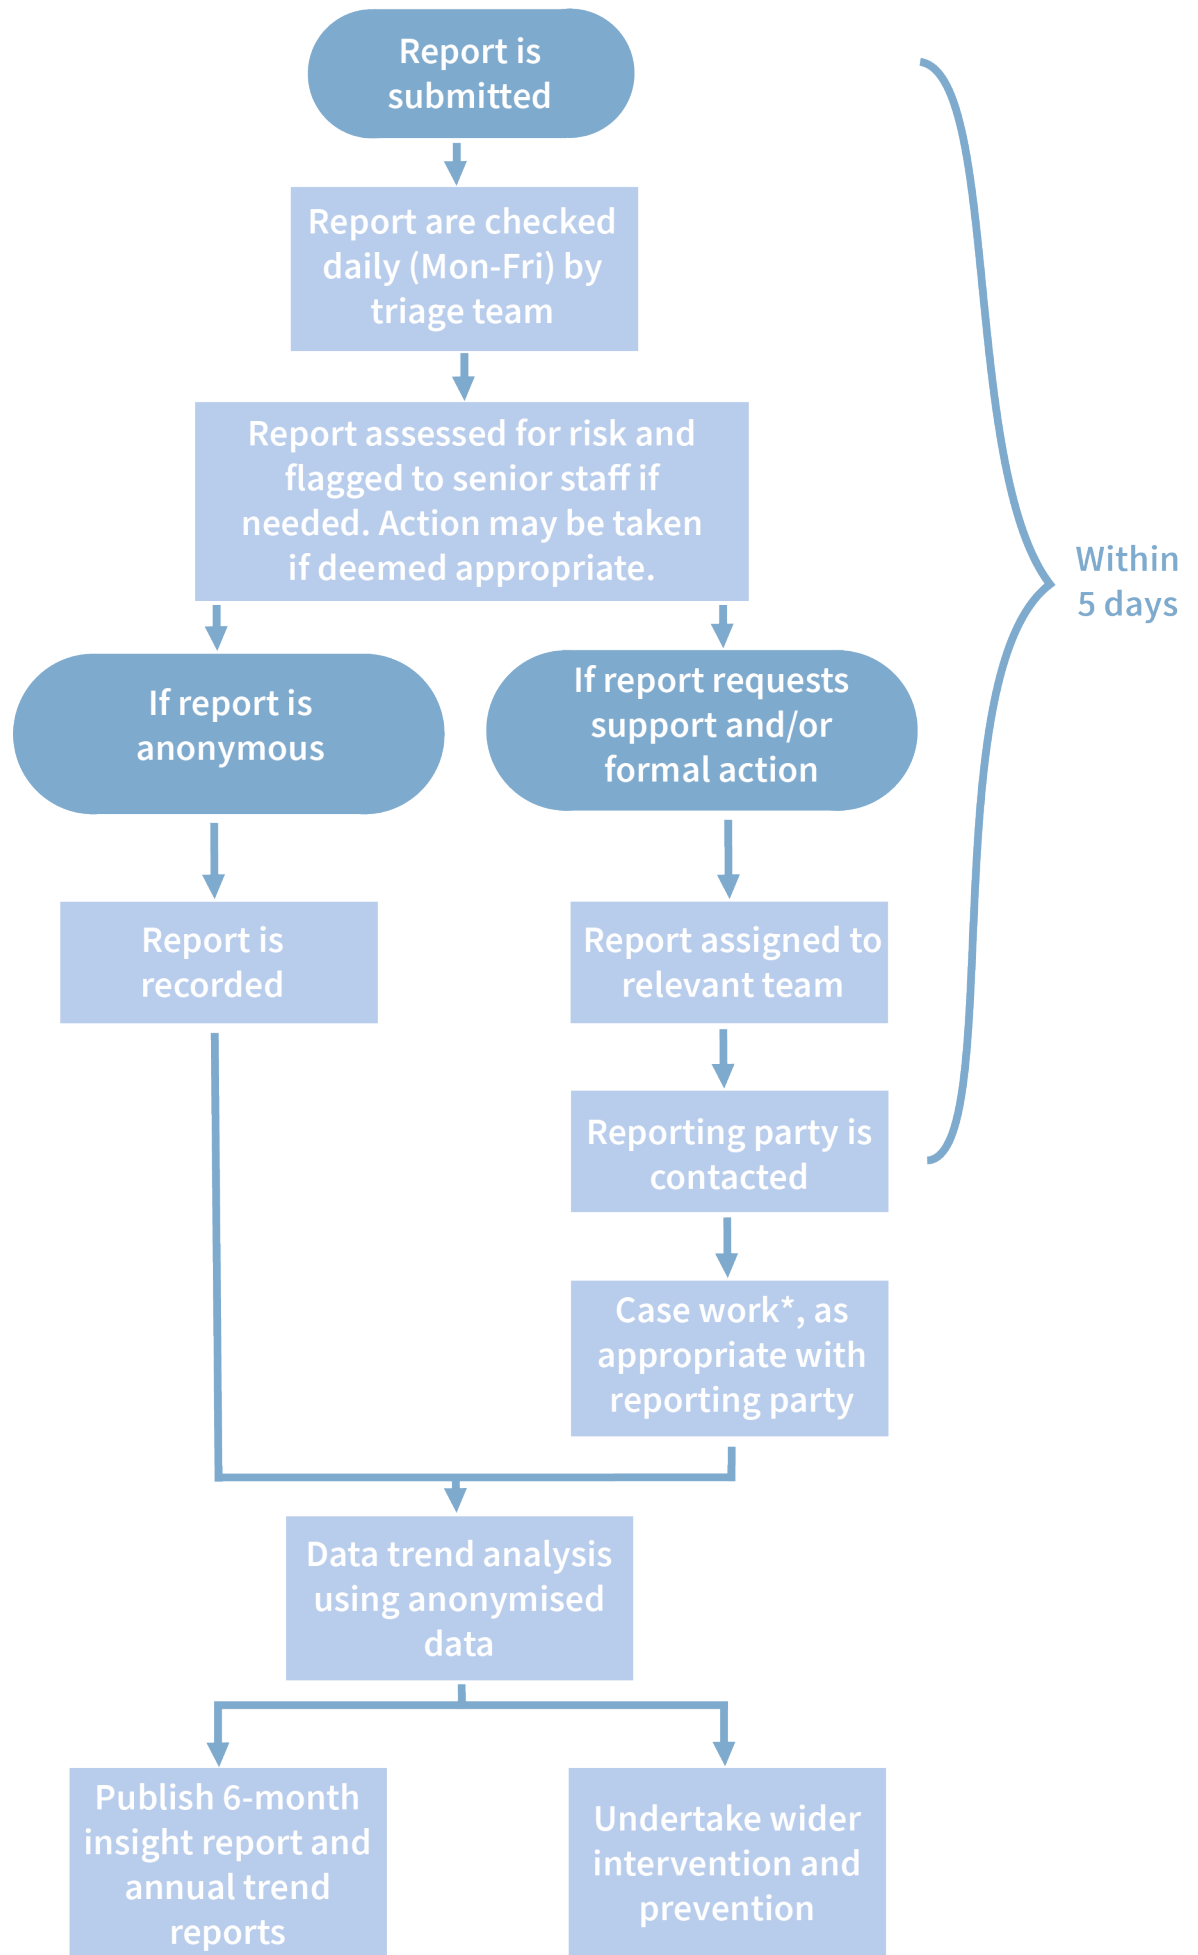 Report is
submitted
Report are checked
daily (Mon-Fri) by
triage team
Report assessed for risk and
flagged to senior staff if
needed. Action may be taken
if deemed appropriate.
Within
5 days
If report is
anonymous
If report requests
support and/or
formal action
Report is
recorded
Report assigned to
relevant team
Reporting party is
contacted
Case work*, as
appropriate with
reporting party
Data trend analysis
using anonymised
data
Publish 6-month
insight report and
annual trend
reports
Undertake wider
intervention and
prevention